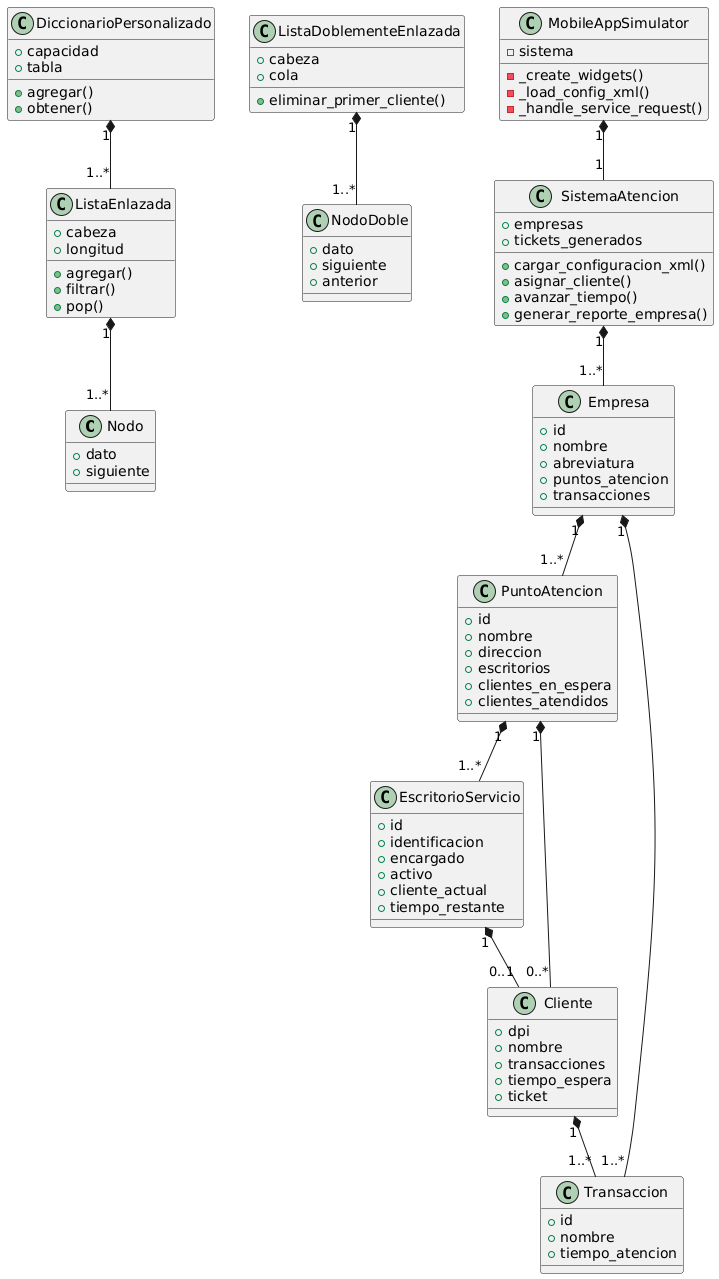 C DiccionarioPersonalizado
capacidad
tabla
agregar()
obtener()
1
1..*
C ListaEnlazada
cabeza
longitud
agregar()
filtrar()
pop()
1
1..*
C Nodo
dato
siguiente
C ListaDoblementeEnlazada
cabeza
cola
eliminar_primer_cliente()
1
1..*
C NodoDoble
dato
siguiente
anterior
C MobileAppSimulator
sistema
_create_widgets()
_load_config_xml()
_handle_service_request()
1
1
C SistemaAtencion
empresas
tickets_generados
cargar_configuracion_xml()
asignar_cliente()
avanzar_tiempo()
generar_reporte_empresa()
1
1..*
C Empresa
id
nombre
abreviatura
puntos_atencion
transacciones
1 1
1..*
C PuntoAtencion
id
nombre
direccion
escritorios
clientes_en_espera
clientes_atendidos
1 1
1..*
C EscritorioServicio
id
identificacion
encargado
activo
cliente_actual
tiempo_restante
1
0..1 0..*
C Cliente
dpi
nombre
transacciones
tiempo_espera
ticket
1
1..* 1..*
C Transaccion
id
nombre
tiempo_atencion